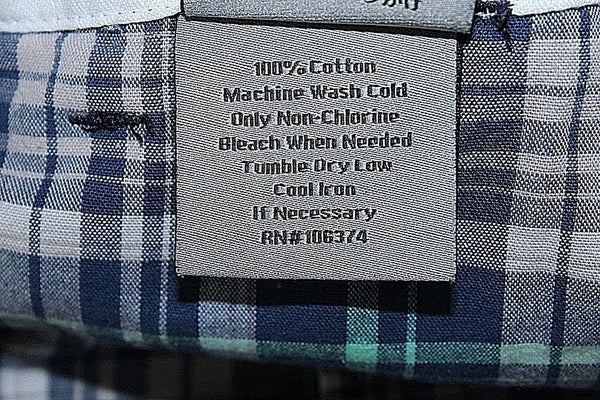 100% Cotton
Machine Wash Cold
Only Non-Chlorine
Bleach When Needed
Tumble Dry Low
Cool Iron
If Necessary
RN#106374